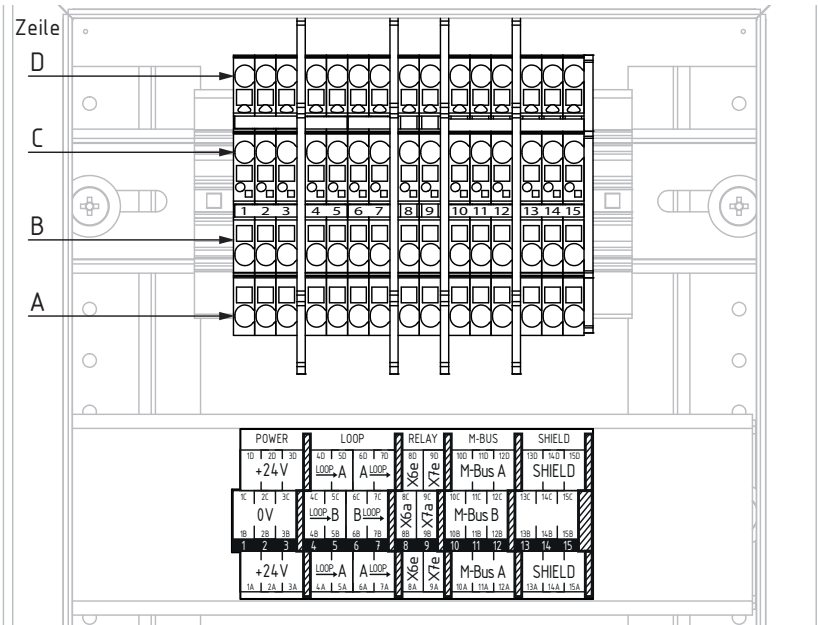 Zeile
D
C
1 2 3 4 5 6 7 8 9 10 11 12 13 14 15
B
A
POWER LOOP RELAY M-BUS SHIELD
1D 2D 3D 4D 5D 6D 7D 8D 9D 10D 11D 12D 13D 14D 15D
+24V LOOP A A LOOP X6e X7e M-Bus A SHIELD
1C 2C 3C 4C 5C 6C 7C 8C 9C 10C 11C 12C 13C 14C 15C
0V LOOP B B LOOP X6a X7a M-Bus B
1B 2B 3B 4B 5B 6B 7B 8B 9B 10B 11B 12B 13B 14B 15B
1 2 3 4 5 6 7 8 9 10 11 12 13 14 15
+24V LOOP A A LOOP X6e X7e M-Bus A SHIELD
1A 2A 3A 4A 5A 6A 7A 8A 9A 10A 11A 12A 13A 14A 15A